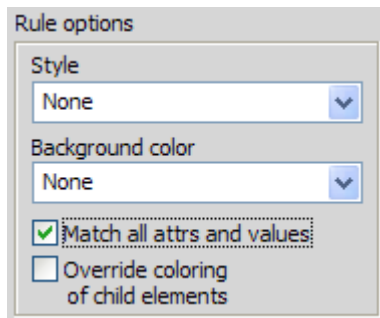 Rule options
Style
None
Background color
None
Match all attrs and values
Override coloring
of child elements